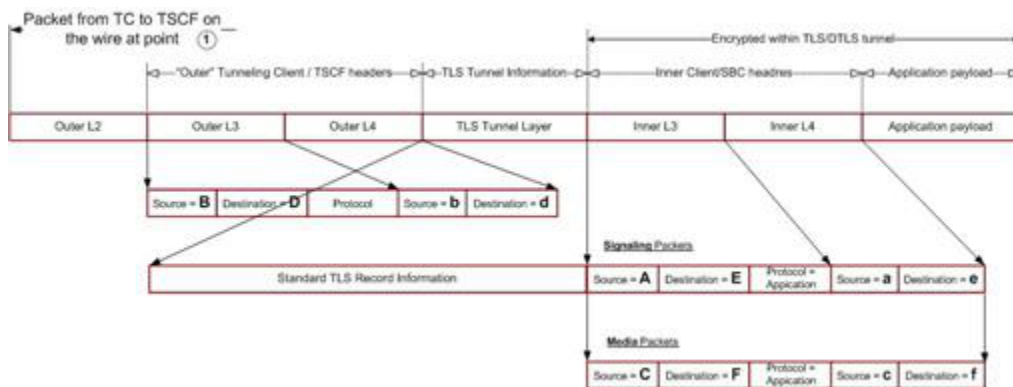 Packet from TC to TSCF on
the wire at point 1
Encrypted within TLS/DTLS tunnel
"Outer" Tunneling Client / TSCF headers
TLS Tunnel Information
Inner Client/SBC headres
Application payload
Outer L2
Outer L3
Outer L4
TLS Tunnel Layer
Inner L3
Inner L4
Application payload
Source = B
Destination = D
Protocol
Source = b
Destination = d
Signaling Packets
Standard TLS Record Information
Source = A
Destination = E
Protocol =
Appication
Source = a
Destination = e
Media Packets
Source = C
Destination = F
Protocol =
Appication
Source = c
Destination = f